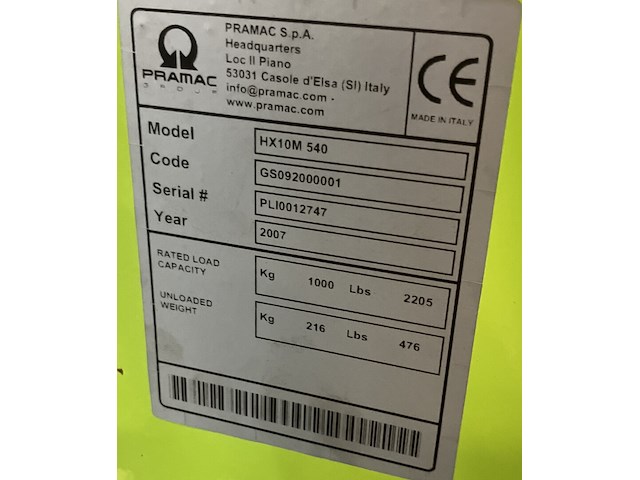 PRAMAC
GROUP
PRAMAC S.p.A.
Headquarters
Loc Il Piano
53031 Casole d'Elsa (SI) Italy
info@pramac.com -
www.pramac.com
CE
MADE IN ITALY
Model HX10M 540
Code GS092000001
Serial # PLI0012747
Year 2007
RATED LOAD
CAPACITY
Kg 1000 Lbs 2205
UNLOADED
WEIGHT
Kg 216 Lbs 476